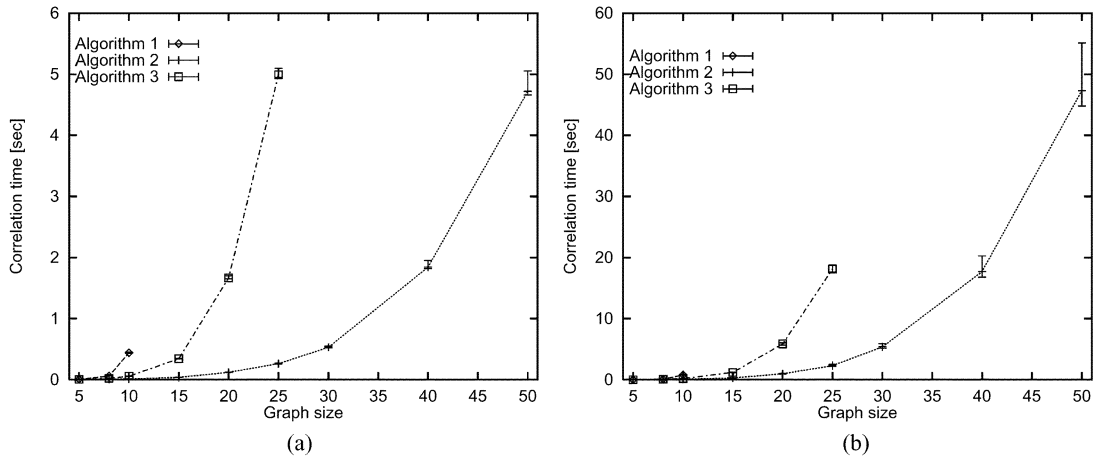 6
5
4
3
2
1
0
Correlation time [sec]
Algorithm 1
Algorithm 2
Algorithm 3
5 10 15 20 25 30 35 40 45 50
Graph size
(a)
60
50
40
30
20
10
0
Correlation time [sec]
Algorithm 1
Algorithm 2
Algorithm 3
5 10 15 20 25 30 35 40 45 50
Graph size
(b)